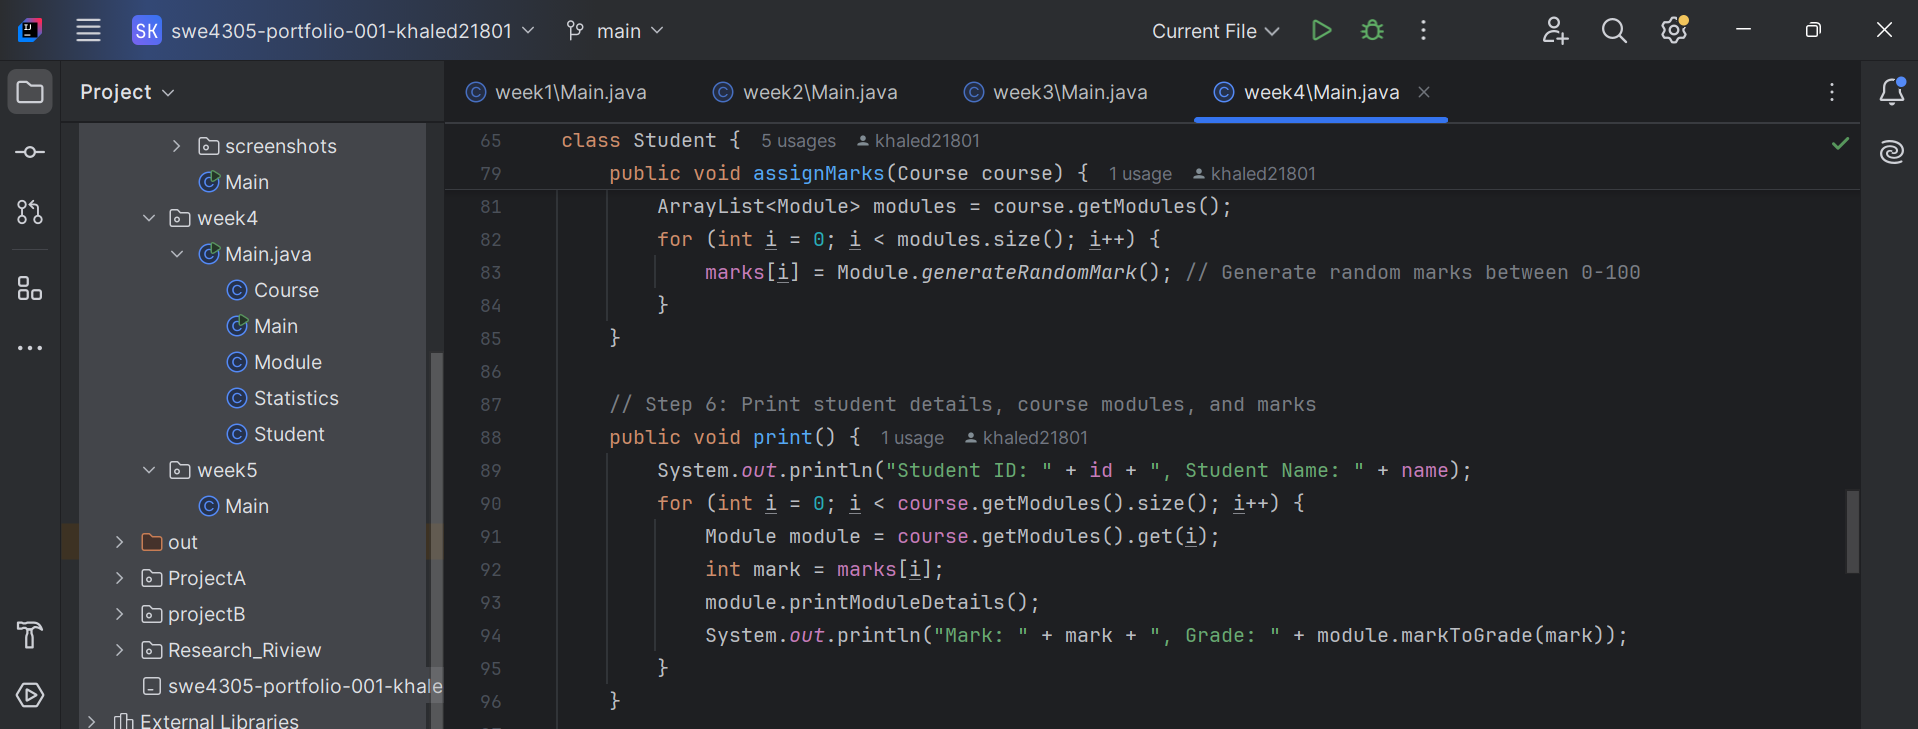 SK swe4305-portfolio-001-khaled21801 main Current File
Project
screenshots
Main
week4
Main.java
Course
Main
Module
Statistics
Student
week5
Main
out
ProjectA
projectB
Research_Riview
swe4305-portfolio-001-khale
External Libraries
week1\Main.java week2\Main.java week3\Main.java week4\Main.java
65 class Student { 5 usages khaled21801
79 public void assignMarks(Course course) { 1 usage khaled21801
81 ArrayList<Module> modules = course.getModules();
82 for (int i = 0; i < modules.size(); i++) {
83 marks[i] = Module.generateRandomMark(); // Generate random marks between 0-100
84 }
85 }
86
87 // Step 6: Print student details, course modules, and marks
88 public void print() { 1 usage khaled21801
89 System.out.println("Student ID: " + id + ", Student Name: " + name);
90 for (int i = 0; i < course.getModules().size(); i++) {
91 Module module = course.getModules().get(i);
92 int mark = marks[i];
93 module.printModuleDetails();
94 System.out.println("Mark: " + mark + ", Grade: " + module.markToGrade(mark));
95 }
96 }